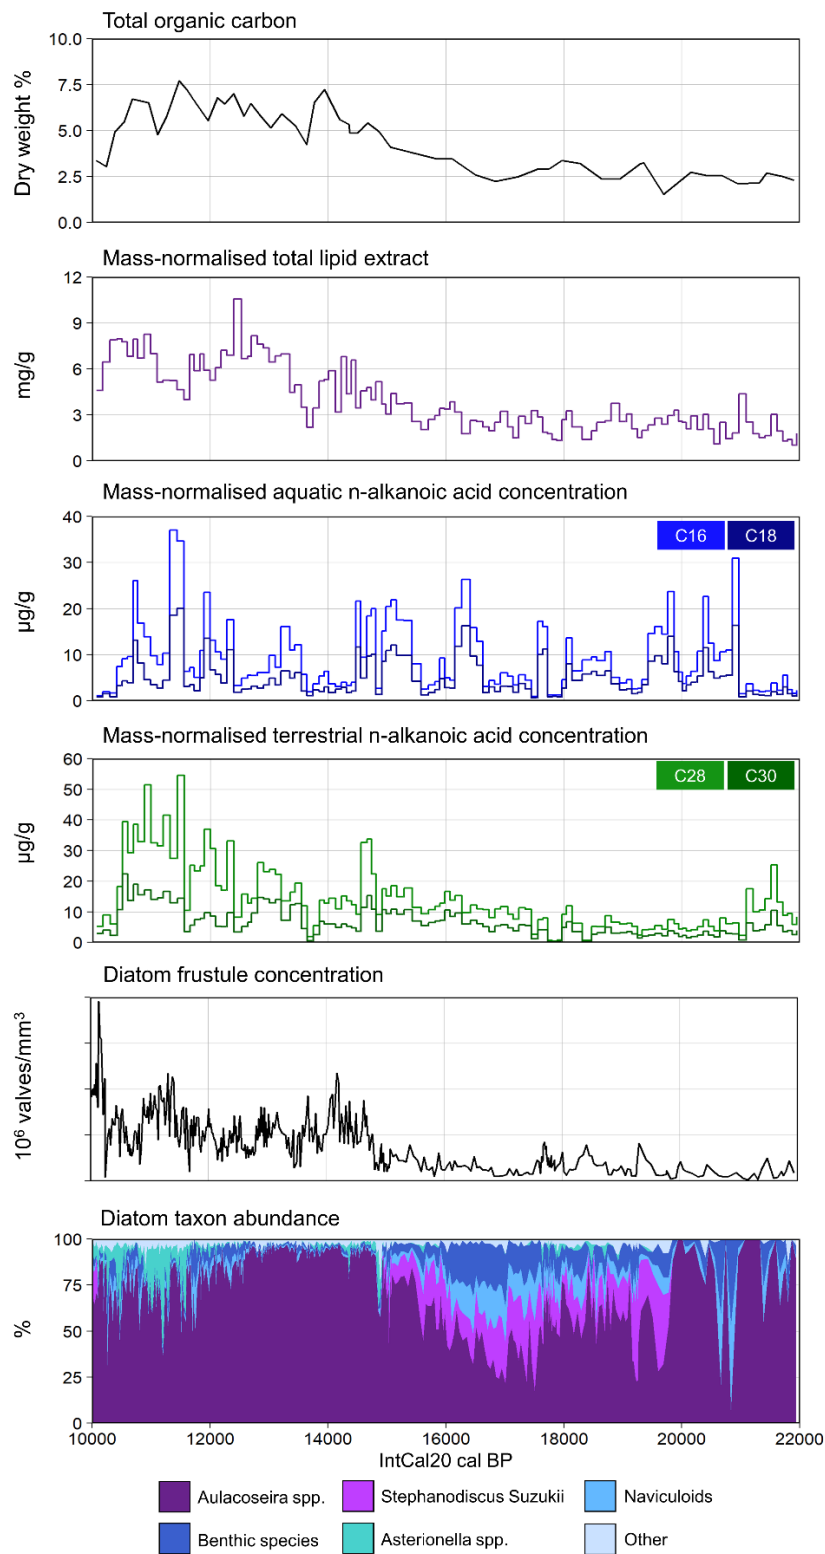 Total organic carbon
Dry weight %
10.0
7.5
5.0
2.5
0.0
Mass-normalised total lipid extract
mg/g
12
9
6
3
0
Mass-normalised aquatic n-alkanoic acid concentration
µg/g
40
30
20
10
0
C16 C18
Mass-normalised terrestrial n-alkanoic acid concentration
µg/g
60
50
40
30
20
10
0
C28 C30
Diatom frustule concentration
10⁶ valves/mm³
Diatom taxon abundance
%
100
75
50
25
0
10000 12000 14000 16000 18000 20000 22000
IntCal20 cal BP
Aulacoseira spp. Stephanodiscus Suzukii Naviculoids
Benthic species Asterionella spp. Other